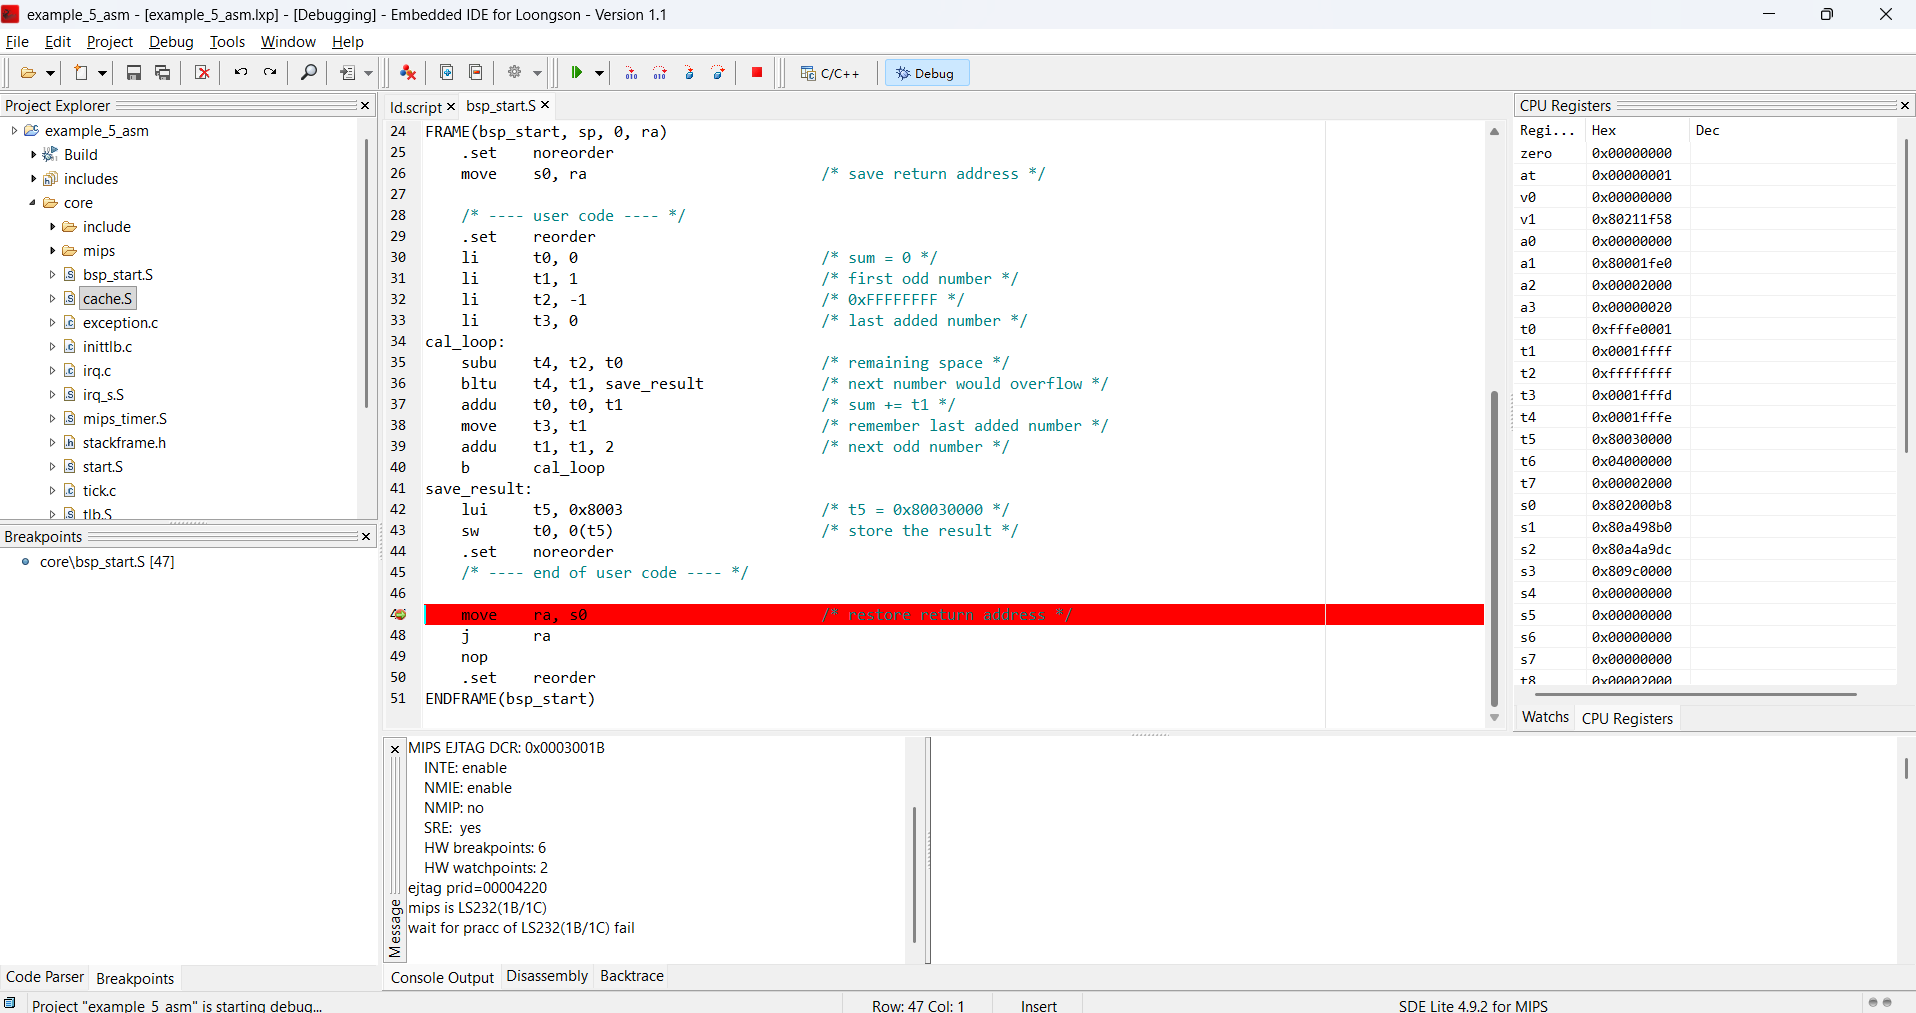 example_5_asm - [example_5_asm.lxp] - [Debugging] - Embedded IDE for Loongson - Version 1.1
File Edit Project Debug Tools Window Help
C/C++ Debug
Project Explorer
example_5_asm
Build
includes
core
include
mips
bsp_start.S
cache.S
exception.c
inittlb.c
irq.c
irq_s.S
mips_timer.S
stackframe.h
start.S
tick.c
tlb.S
Breakpoints
core\bsp_start.S [47]
Code Parser Breakpoints
ld.script bsp_start.S
24 FRAME(bsp_start, sp, 0, ra)
25 .set noreorder
26 move s0, ra /* save return address */
27
28 /* ---- user code ---- */
29 .set reorder
30 li t0, 0 /* sum = 0 */
31 li t1, 1 /* first odd number */
32 li t2, -1 /* 0xFFFFFFFF */
33 li t3, 0 /* last added number */
34 cal_loop:
35 subu t4, t2, t0 /* remaining space */
36 bltu t4, t1, save_result /* next number would overflow */
37 addu t0, t0, t1 /* sum += t1 */
38 move t3, t1 /* remember last added number */
39 addu t1, t1, 2 /* next odd number */
40 b cal_loop
41 save_result:
42 lui t5, 0x8003 /* t5 = 0x80030000 */
43 sw t0, 0(t5) /* store the result */
44 .set noreorder
45 /* ---- end of user code ---- */
46
move ra, s0 /* restore return address */
48 j ra
49 nop
50 .set reorder
51 ENDFRAME(bsp_start)
CPU Registers
Regi... Hex Dec
zero 0x00000000
at 0x00000001
v0 0x00000000
v1 0x80211f58
a0 0x00000000
a1 0x80001fe0
a2 0x00002000
a3 0x00000020
t0 0xfffe0001
t1 0x0001ffff
t2 0xffffffff
t3 0x0001fffd
t4 0x0001fffe
t5 0x80030000
t6 0x04000000
t7 0x00002000
s0 0x802000b8
s1 0x80a498b0
s2 0x80a4a9dc
s3 0x809c0000
s4 0x00000000
s5 0x00000000
s6 0x00000000
s7 0x00000000
t8 0x00002000
Watchs CPU Registers
Message
MIPS EJTAG DCR: 0x0003001B
INTE: enable
NMIE: enable
NMIP: no
SRE: yes
HW breakpoints: 6
HW watchpoints: 2
ejtag prid=00004220
mips is LS232(1B/1C)
wait for pracc of LS232(1B/1C) fail
Console Output Disassembly Backtrace
Project "example_5_asm" is starting debug... Row: 47 Col: 1 Insert SDE Lite 4.9.2 for MIPS